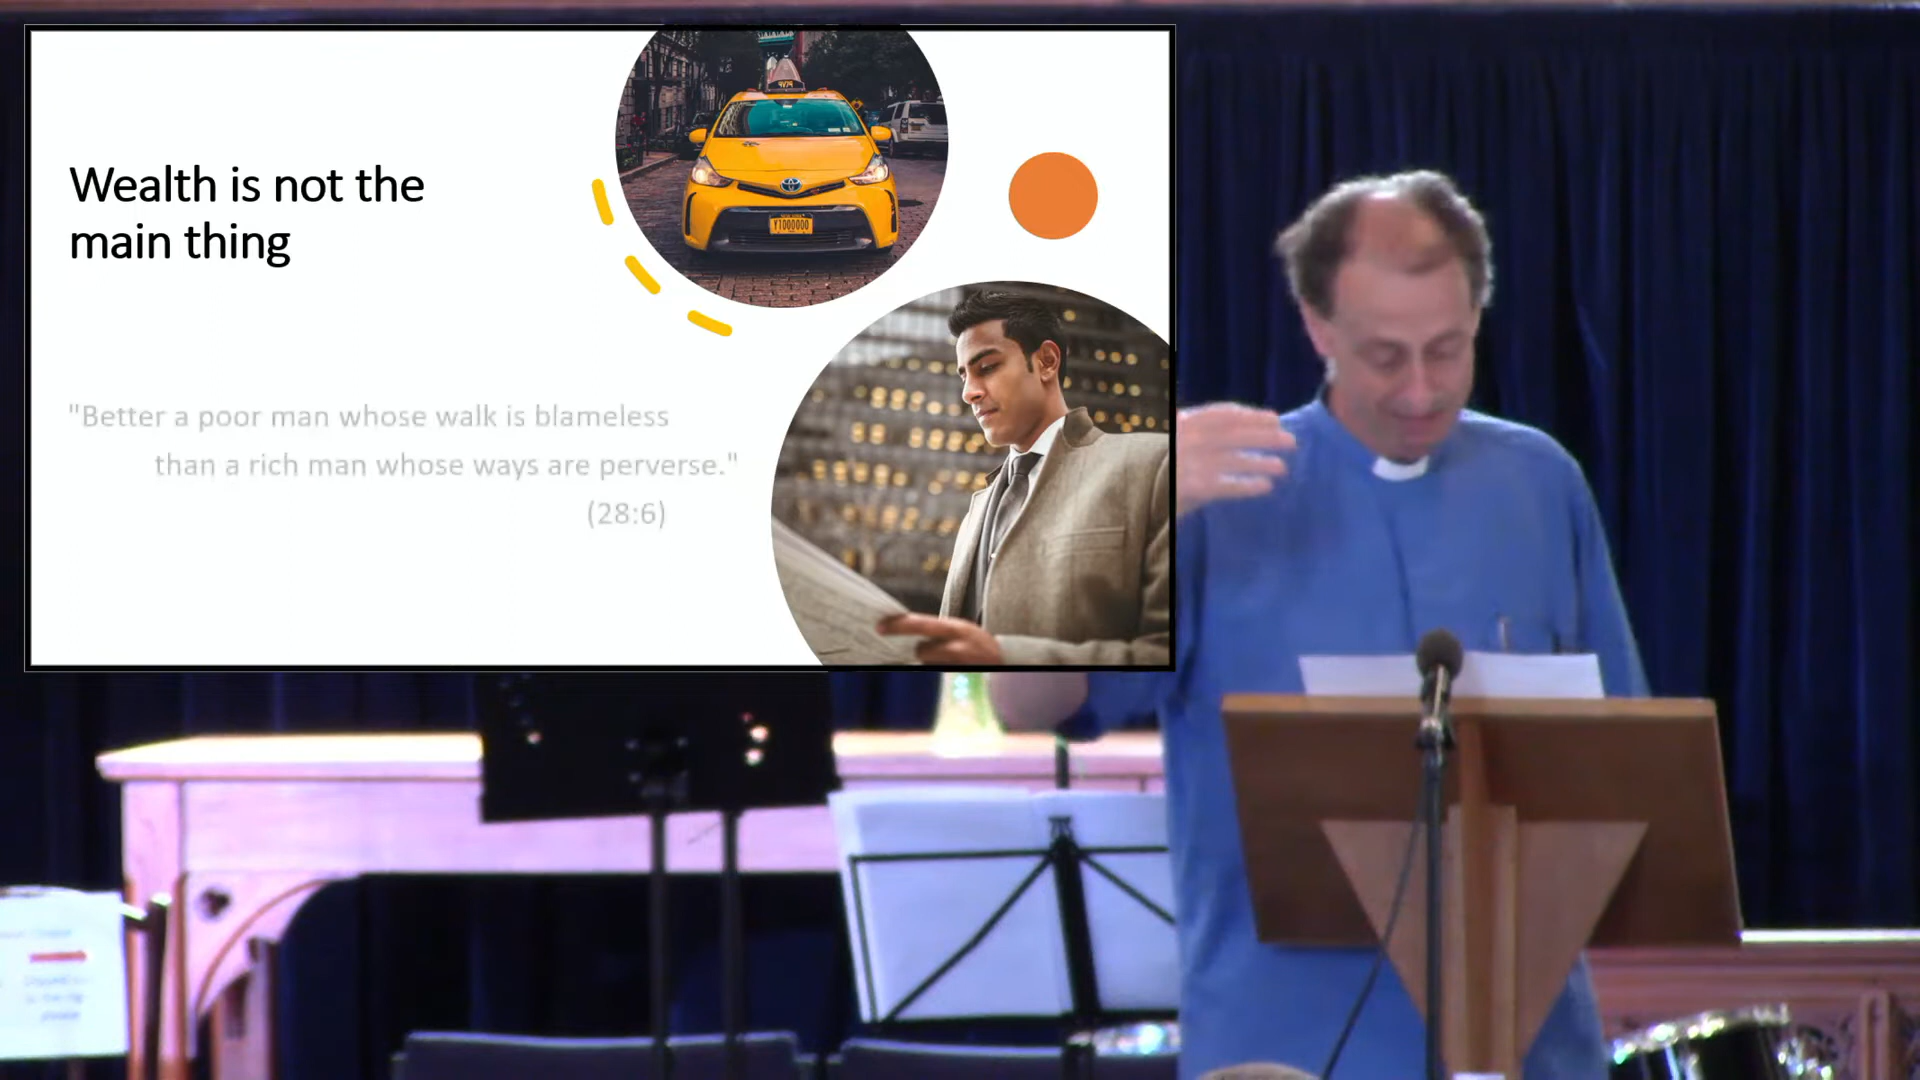 Wealth is not the
main thing
"Better a poor man whose walk is blameless
than a rich man whose ways are perverse."
(28:6)
Y1000000